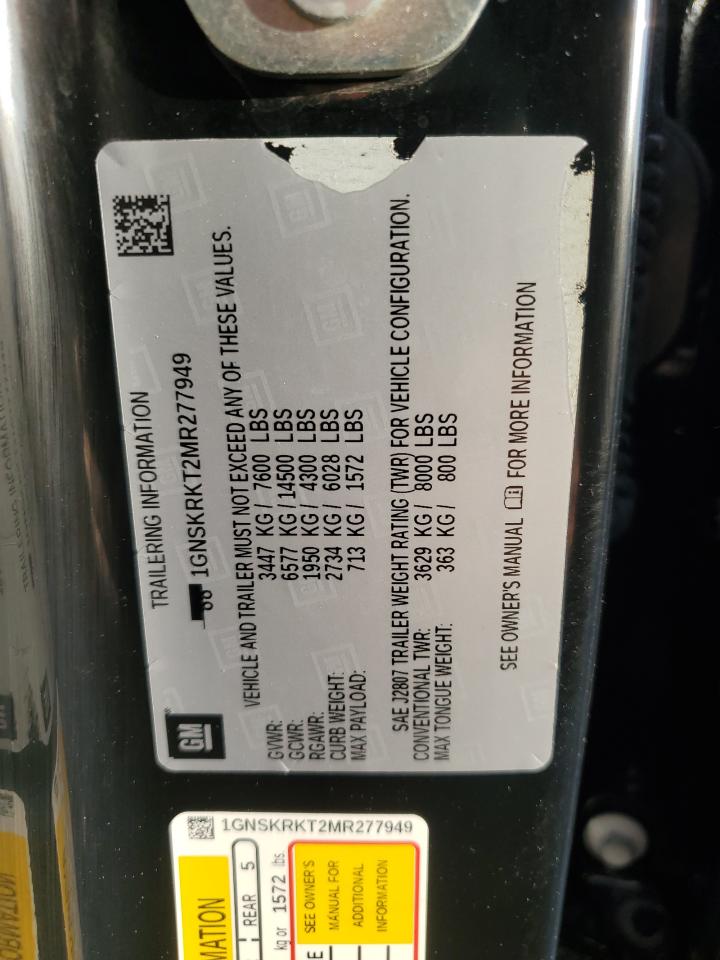 GM
TRAILERING INFORMATION
1GNSKRKT2MR277949
VEHICLE AND TRAILER MUST NOT EXCEED ANY OF THESE VALUES.
GVWR: 3447 KG / 7600 LBS
GCWR: 6577 KG / 14500 LBS
RGAWR: 1950 KG / 4300 LBS
CURB WEIGHT: 2734 KG / 6028 LBS
MAX PAYLOAD: 713 KG / 1572 LBS
SAE J2807 TRAILER WEIGHT RATING (TWR) FOR VEHICLE CONFIGURATION.
CONVENTIONAL TWR: 3629 KG / 8000 LBS
MAX TONGUE WEIGHT: 363 KG / 800 LBS
SEE OWNER'S MANUAL FOR MORE INFORMATION
1GNSKRKT2MR277949
REAR 5
kg or 1572 lbs.
SEE OWNER'S
MANUAL FOR
ADDITIONAL
INFORMATION